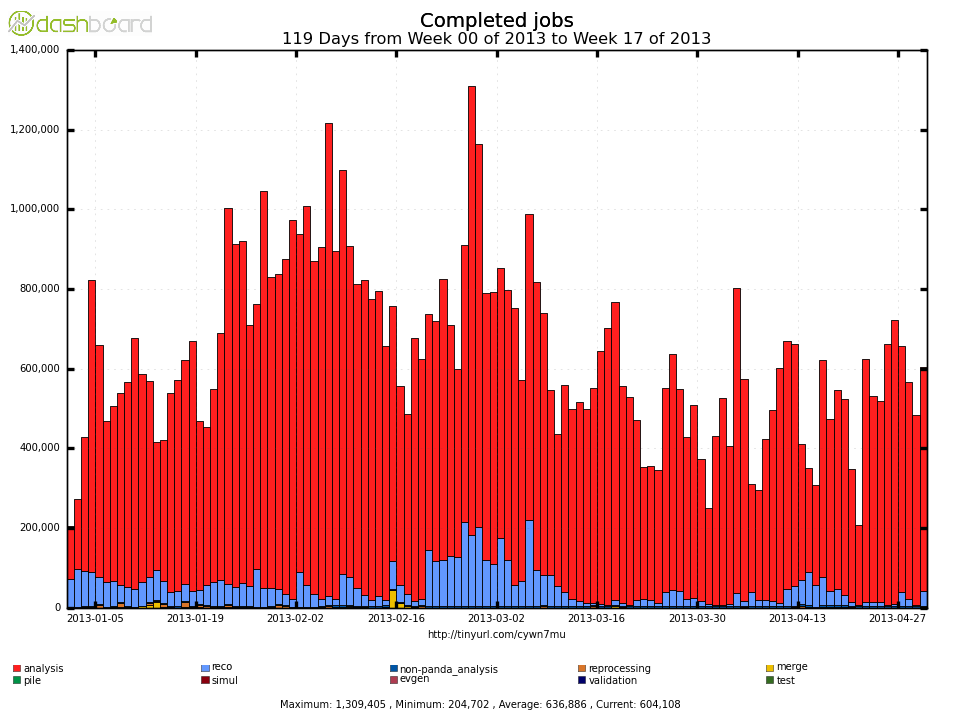 dashboard
Completed jobs
119 Days from Week 00 of 2013 to Week 17 of 2013
1,400,000
1,200,000
1,000,000
800,000
600,000
400,000
200,000
0
2013-01-05 2013-01-19 2013-02-02 2013-02-16 2013-03-02 2013-03-16 2013-03-30 2013-04-13 2013-04-27
http://tinyurl.com/cywn7mu
analysis reco non-panda_analysis reprocessing merge
pile simul evgen validation test
Maximum: 1,309,405 , Minimum: 204,702 , Average: 636,886 , Current: 604,108